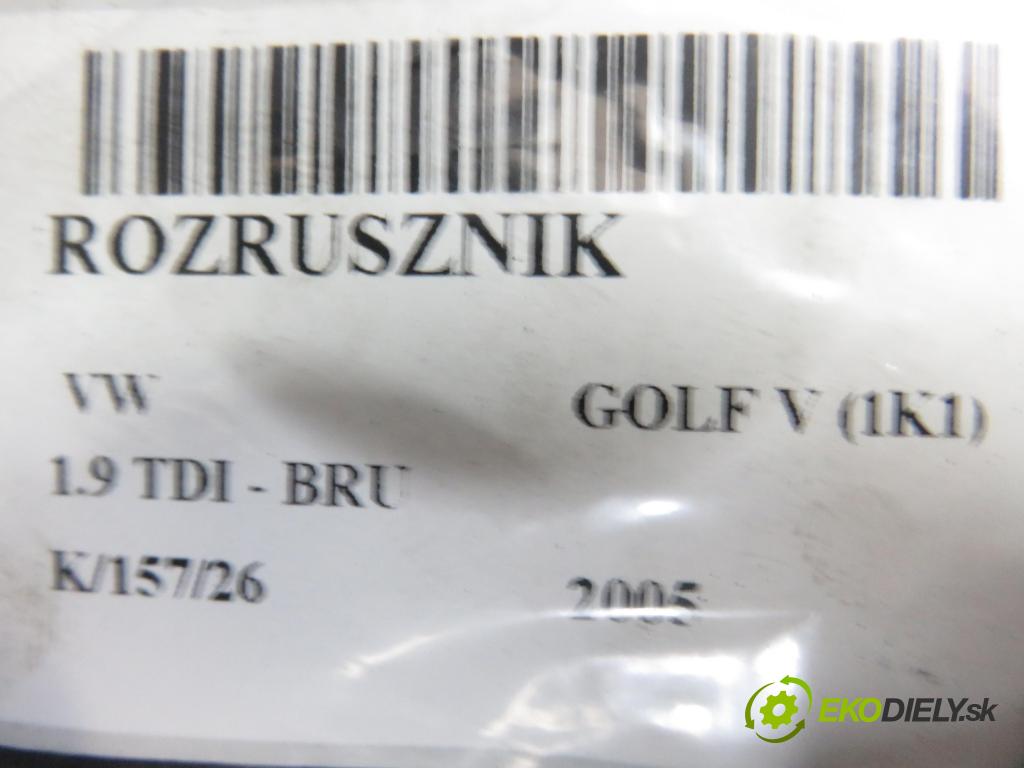 ROZRUSZNIK
VW
GOLF V (1K1)
1.9 TDI - BRU
K/157/26
2005
EKODIELY.sk